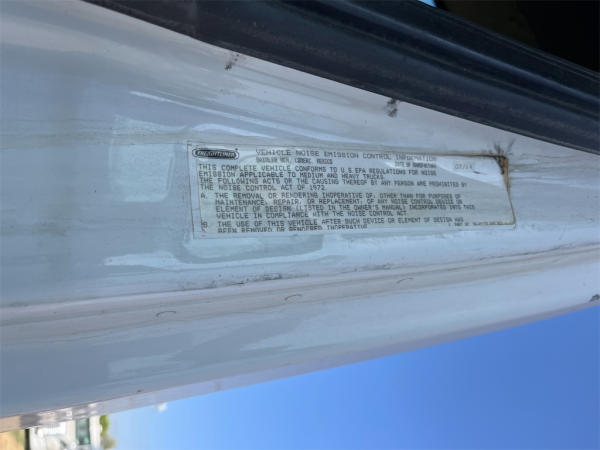 FREIGHTLINER
VEHICLE NOISE EMISSION CONTROL INFORMATION
DAIMLER MEX, MEXICO
DATE OF MANUFACTURE
THIS COMPLETE VEHICLE CONFORMS TO U.S EPA REGULATIONS FOR NOISE
EMISSION APPLICABLE TO MEDIUM AND HEAVY TRUCKS.
THE FOLLOWING ACTS OR THE CAUSING THEREOF BY ANY PERSON ARE PROHIBITED BY
THE NOISE CONTROL ACT OF 1972.
A. THE REMOVAL OR RENDERING INOPERATIVE OF; OTHER THAN FOR PURPOSES OF
MAINTENANCE, REPAIR, OR REPLACEMENT, OF ANY NOISE CONTROL DEVICE OR
ELEMENT OF DESIGN (LISTED IN THE OWNER'S MANUAL) INCORPORATED INTO THIS
VEHICLE IN COMPLIANCE WITH THE NOISE CONTROL ACT.
B. THE USE OF THIS VEHICLE AFTER SUCH DEVICE OR ELEMENT OF DESIGN HAS
BEEN REMOVED OR RENDERED INOPERATIVE